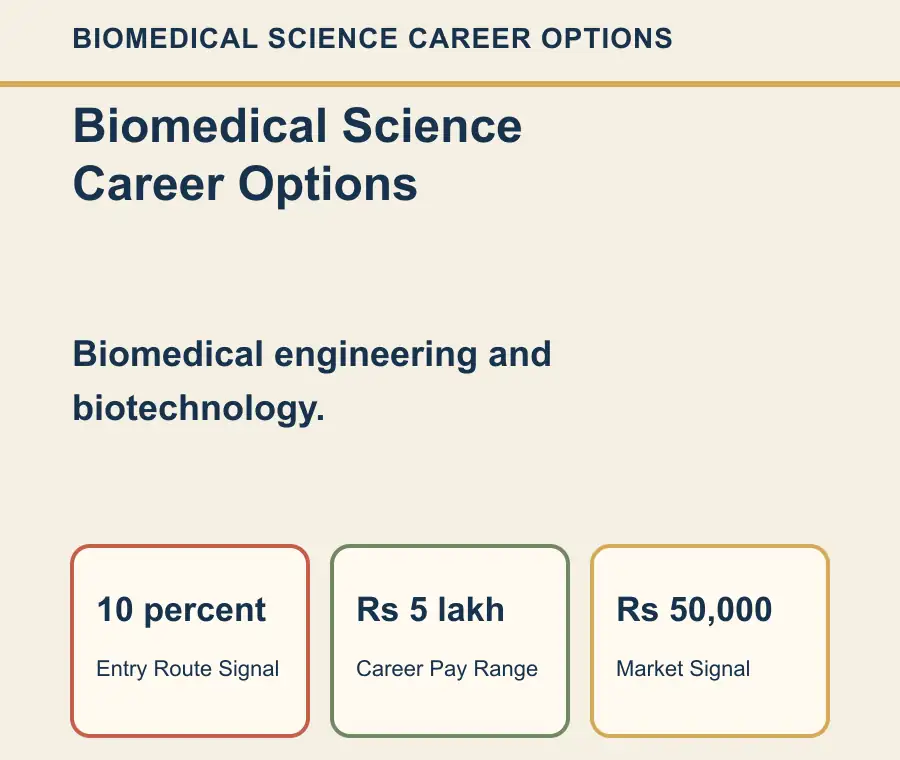 BIOMEDICAL SCIENCE CAREER OPTIONS
Biomedical Science
Career Options
Biomedical engineering and
biotechnology.
10 percent
Entry Route Signal
Rs 5 lakh
Career Pay Range
Rs 50,000
Market Signal